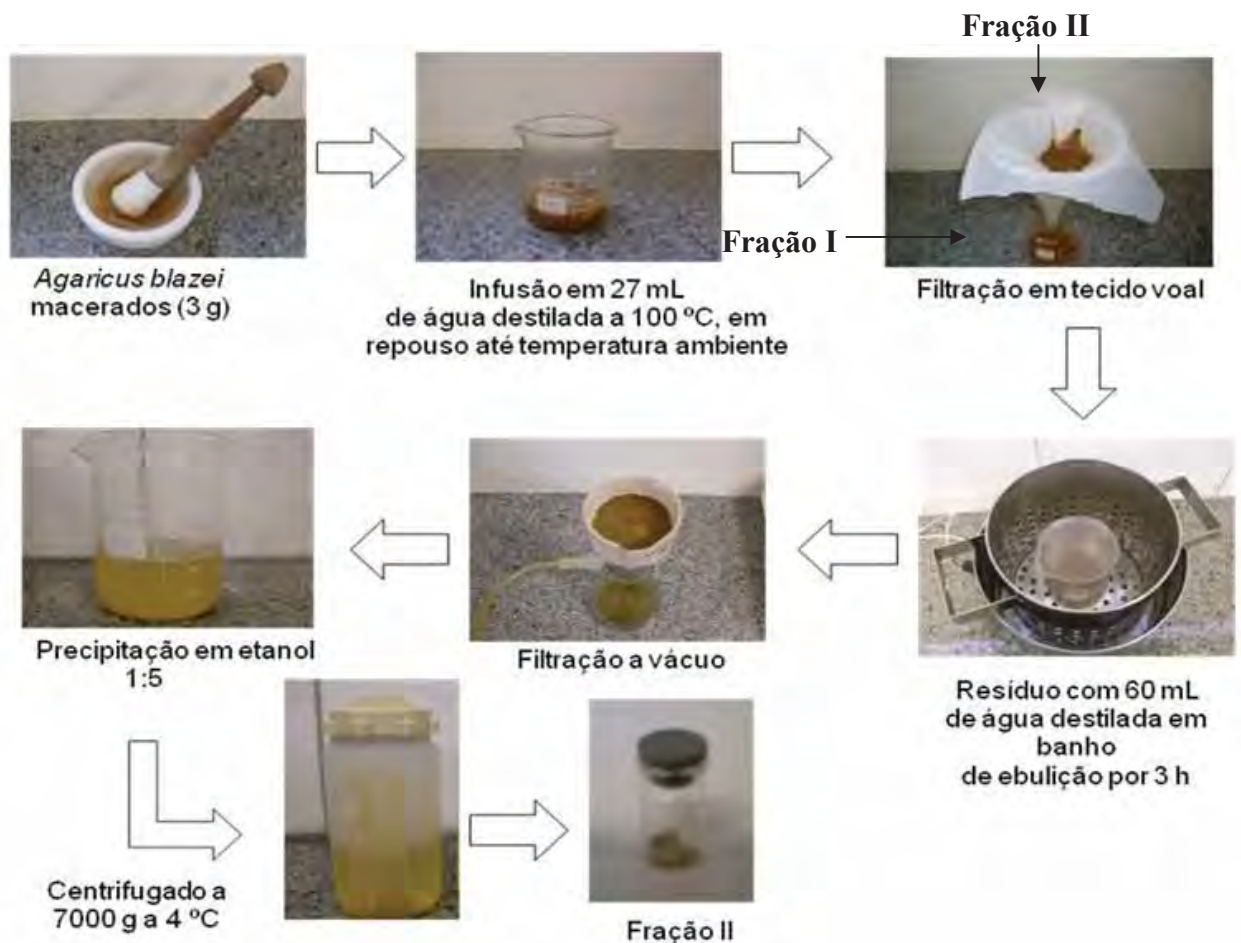 Fração II
Fração I
Agaricus blazei
macerados (3 g)
Infusão em 27 mL
de água destilada a 100 ºC, em
repouso até temperatura ambiente
Filtração em tecido voal
Resíduo com 60 mL
de água destilada em
banho
de ebulição por 3 h
Filtração a vácuo
Precipitação em etanol
1:5
Centrifugado a
7000 g a 4 ºC
Fração II